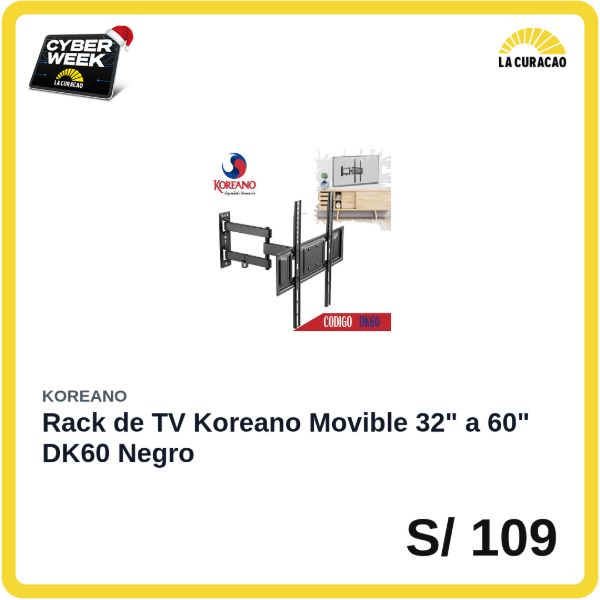 CYBER
WEEK
LA CURACAO
LA CURACAO
KOREANO
CODIGO DK60
KOREANO
Rack de TV Koreano Movible 32" a 60"
DK60 Negro
S/ 109